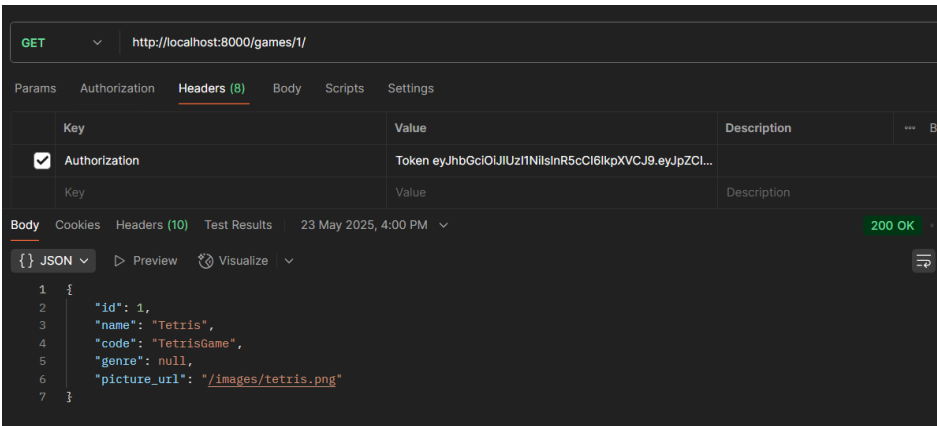 GET http://localhost:8000/games/1/
Params Authorization Headers (8) Body Scripts Settings
Key Value Description ••• B
Authorization Token eyJhbGciOiJIUzI1NiIsInR5cCI6IkpXVCJ9.eyJpZCI...
Key Value Description
Body Cookies Headers (10) Test Results 23 May 2025, 4:00 PM 200 OK
{} JSON Preview Visualize
1 {
2 "id": 1,
3 "name": "Tetris",
4 "code": "TetrisGame",
5 "genre": null,
6 "picture_url": "/images/tetris.png"
7 }